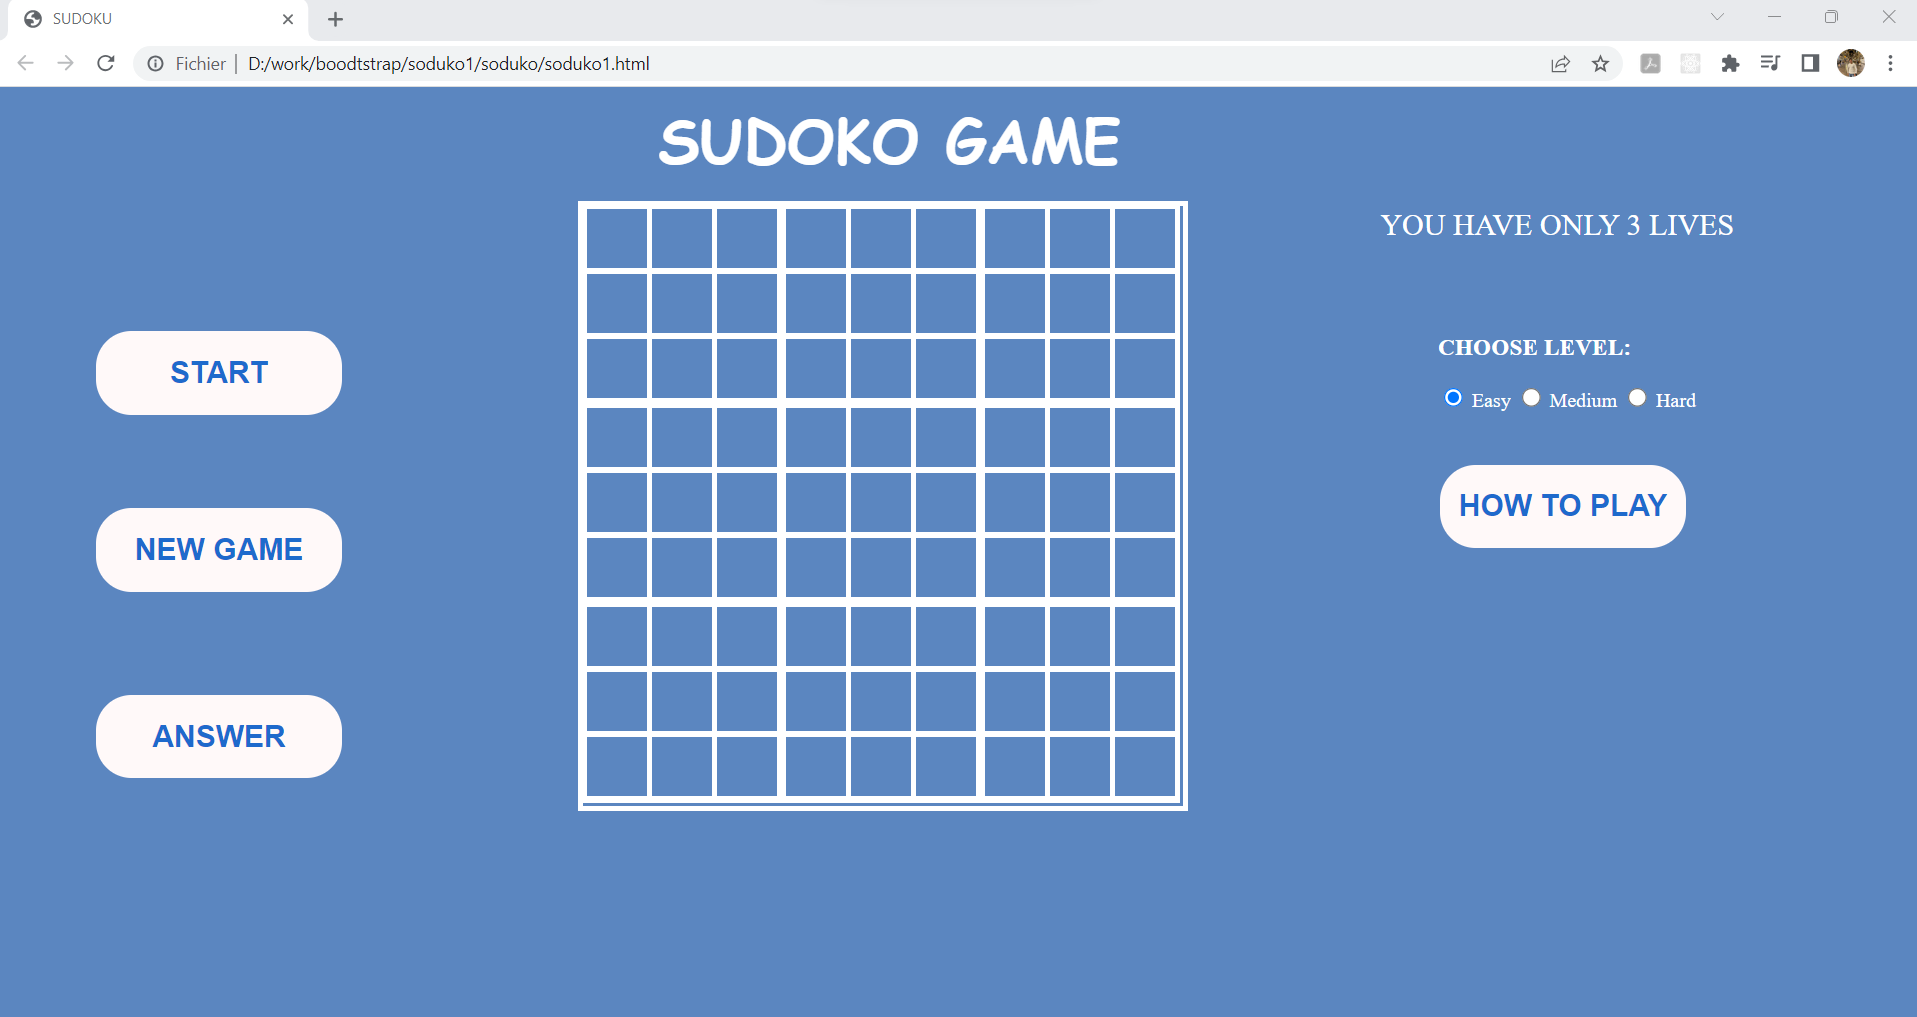 SUDOKU
Fichier | D:/work/boodtstrap/soduko1/soduko/soduko1.html
SUDOKO GAME
YOU HAVE ONLY 3 LIVES
START
NEW GAME
ANSWER
CHOOSE LEVEL:
Easy Medium Hard
HOW TO PLAY